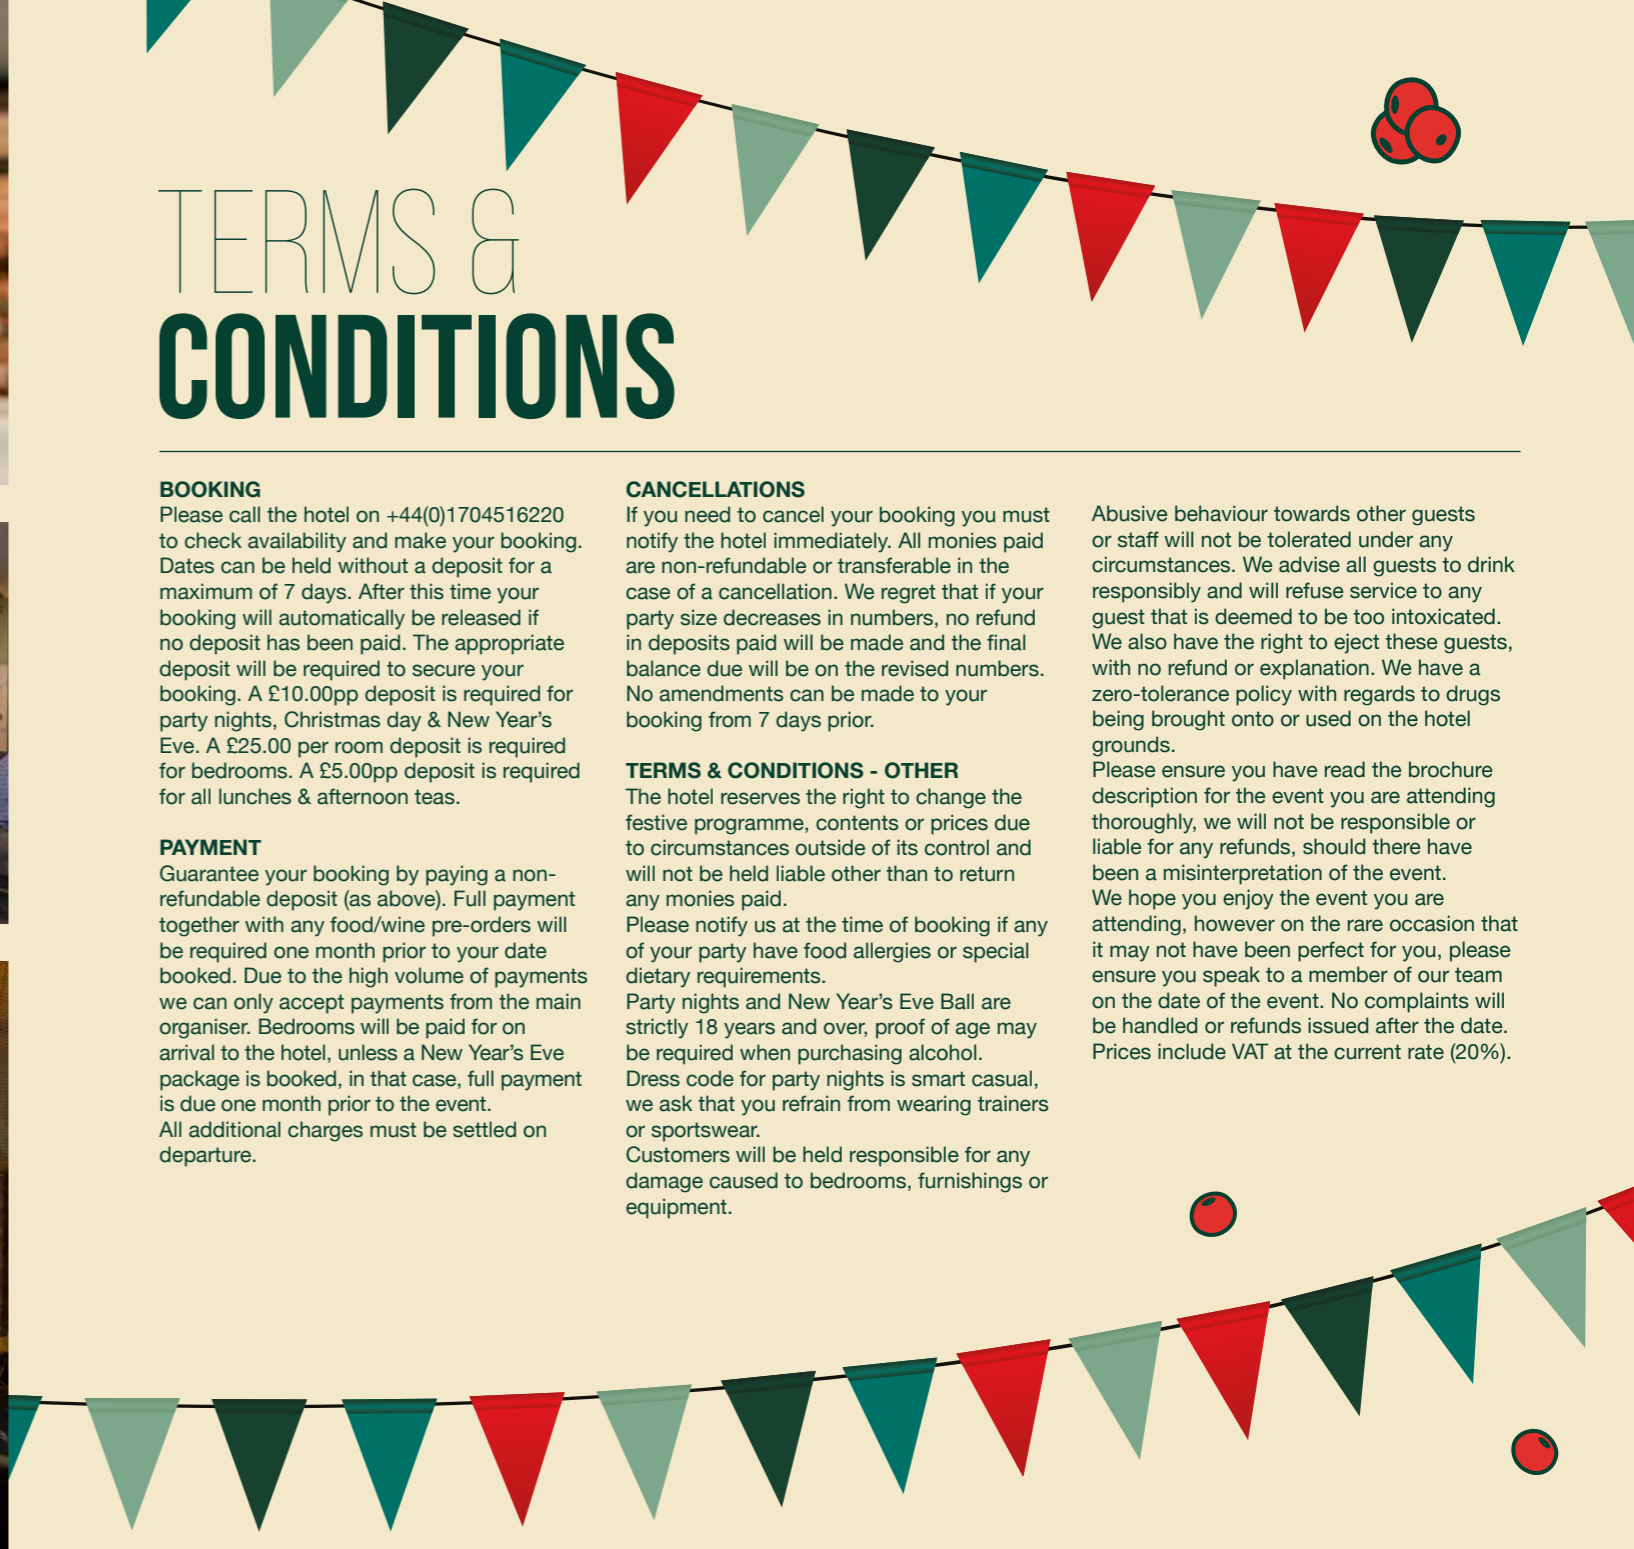 TERMS &
CONDITIONS
BOOKING
Please call the hotel on +44(0)1704516220
to check availability and make your booking.
Dates can be held without a deposit for a
maximum of 7 days. After this time your
booking will automatically be released if
no deposit has been paid. The appropriate
deposit will be required to secure your
booking. A £10.00pp deposit is required for
party nights, Christmas day & New Year’s
Eve. A £25.00 per room deposit is required
for bedrooms. A £5.00pp deposit is required
for all lunches & afternoon teas.
PAYMENT
Guarantee your booking by paying a non-
refundable deposit (as above). Full payment
together with any food/wine pre-orders will
be required one month prior to your date
booked. Due to the high volume of payments
we can only accept payments from the main
organiser. Bedrooms will be paid for on
arrival to the hotel, unless a New Year’s Eve
package is booked, in that case, full payment
is due one month prior to the event.
All additional charges must be settled on
departure.
CANCELLATIONS
If you need to cancel your booking you must
notify the hotel immediately. All monies paid
are non-refundable or transferable in the
case of a cancellation. We regret that if your
party size decreases in numbers, no refund
in deposits paid will be made and the final
balance due will be on the revised numbers.
No amendments can be made to your
booking from 7 days prior.
TERMS & CONDITIONS - OTHER
The hotel reserves the right to change the
festive programme, contents or prices due
to circumstances outside of its control and
will not be held liable other than to return
any monies paid.
Please notify us at the time of booking if any
of your party have food allergies or special
dietary requirements.
Party nights and New Year’s Eve Ball are
strictly 18 years and over, proof of age may
be required when purchasing alcohol.
Dress code for party nights is smart casual,
we ask that you refrain from wearing trainers
or sportswear.
Customers will be held responsible for any
damage caused to bedrooms, furnishings or
equipment.
Abusive behaviour towards other guests
or staff will not be tolerated under any
circumstances. We advise all guests to drink
responsibly and will refuse service to any
guest that is deemed to be too intoxicated.
We also have the right to eject these guests,
with no refund or explanation. We have a
zero-tolerance policy with regards to drugs
being brought onto or used on the hotel
grounds.
Please ensure you have read the brochure
description for the event you are attending
thoroughly, we will not be responsible or
liable for any refunds, should there have
been a misinterpretation of the event.
We hope you enjoy the event you are
attending, however on the rare occasion that
it may not have been perfect for you, please
ensure you speak to a member of our team
on the date of the event. No complaints will
be handled or refunds issued after the date.
Prices include VAT at the current rate (20%).